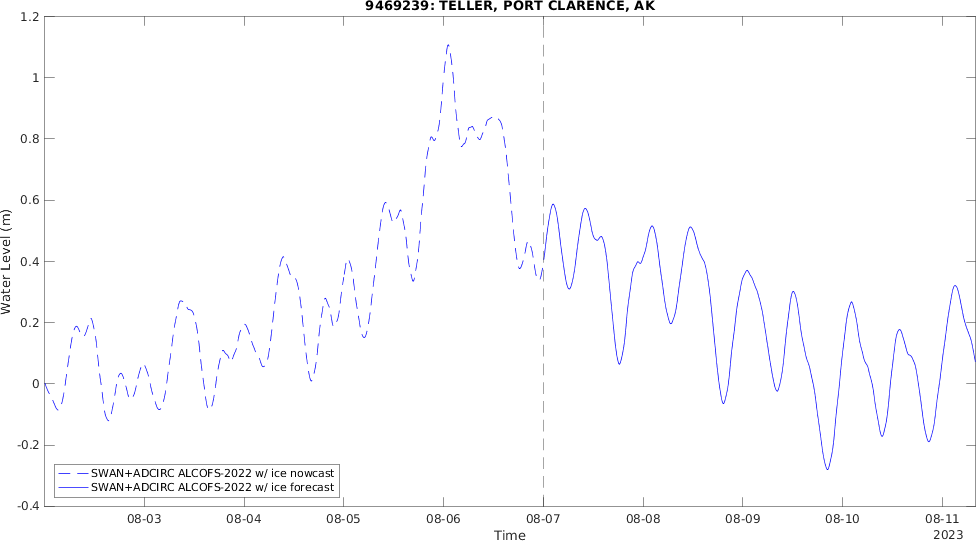 9469239: TELLER, PORT CLARENCE, AK
1.2
1
0.8
0.6
0.4
0.2
0
-0.2
-0.4
Water Level (m)
SWAN+ADCIRC ALCOFS-2022 w/ ice nowcast
SWAN+ADCIRC ALCOFS-2022 w/ ice forecast
08-03 08-04 08-05 08-06 08-07 08-08 08-09 08-10 08-11
Time
2023